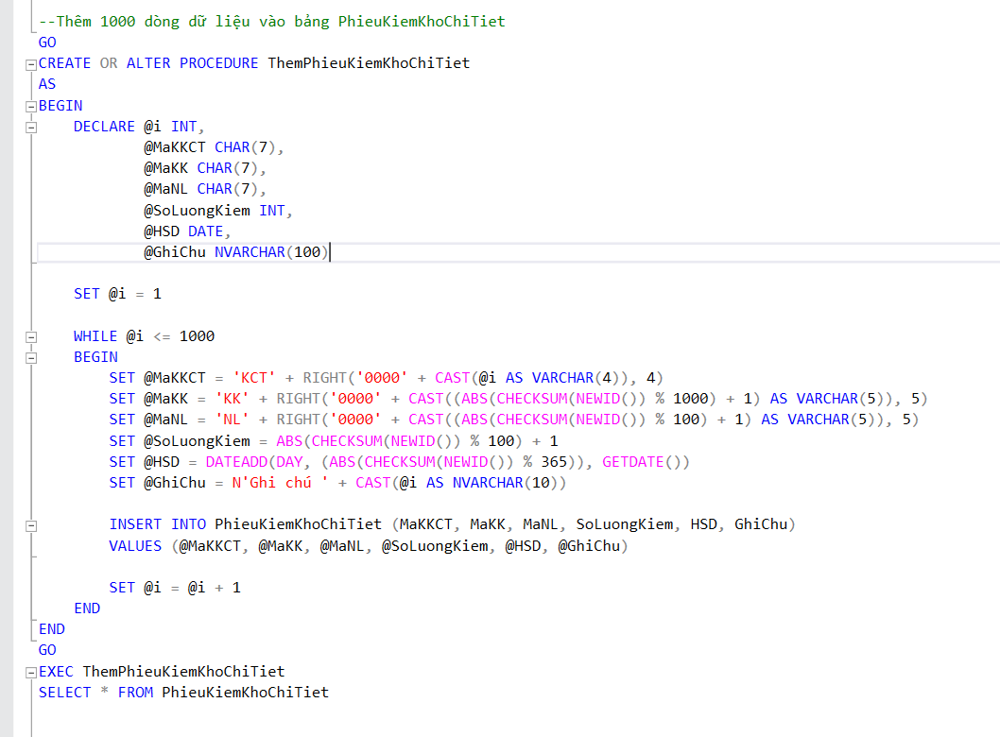 --Thêm 1000 dòng dữ liệu vào bảng PhieuKiemKhoChiTiet
GO
CREATE OR ALTER PROCEDURE ThemPhieuKiemKhoChiTiet
AS
BEGIN
    DECLARE @i INT,
            @MaKKCT CHAR(7),
            @MaKK CHAR(7),
            @MaNL CHAR(7),
            @SoLuongKiem INT,
            @HSD DATE,
            @GhiChu NVARCHAR(100)
    SET @i = 1
    WHILE @i <= 1000
    BEGIN
        SET @MaKKCT = 'KCT' + RIGHT('0000' + CAST(@i AS VARCHAR(4)), 4)
        SET @MaKK = 'KK' + RIGHT('0000' + CAST((ABS(CHECKSUM(NEWID()) % 1000) + 1) AS VARCHAR(5)), 5)
        SET @MaNL = 'NL' + RIGHT('0000' + CAST((ABS(CHECKSUM(NEWID()) % 100) + 1) AS VARCHAR(5)), 5)
        SET @SoLuongKiem = ABS(CHECKSUM(NEWID()) % 100) + 1
        SET @HSD = DATEADD(DAY, (ABS(CHECKSUM(NEWID()) % 365)), GETDATE())
        SET @GhiChu = N'Ghi chú ' + CAST(@i AS NVARCHAR(10))
        INSERT INTO PhieuKiemKhoChiTiet (MaKKCT, MaKK, MaNL, SoLuongKiem, HSD, GhiChu)
        VALUES (@MaKKCT, @MaKK, @MaNL, @SoLuongKiem, @HSD, @GhiChu)
        SET @i = @i + 1
    END
END
GO
EXEC ThemPhieuKiemKhoChiTiet
SELECT * FROM PhieuKiemKhoChiTiet